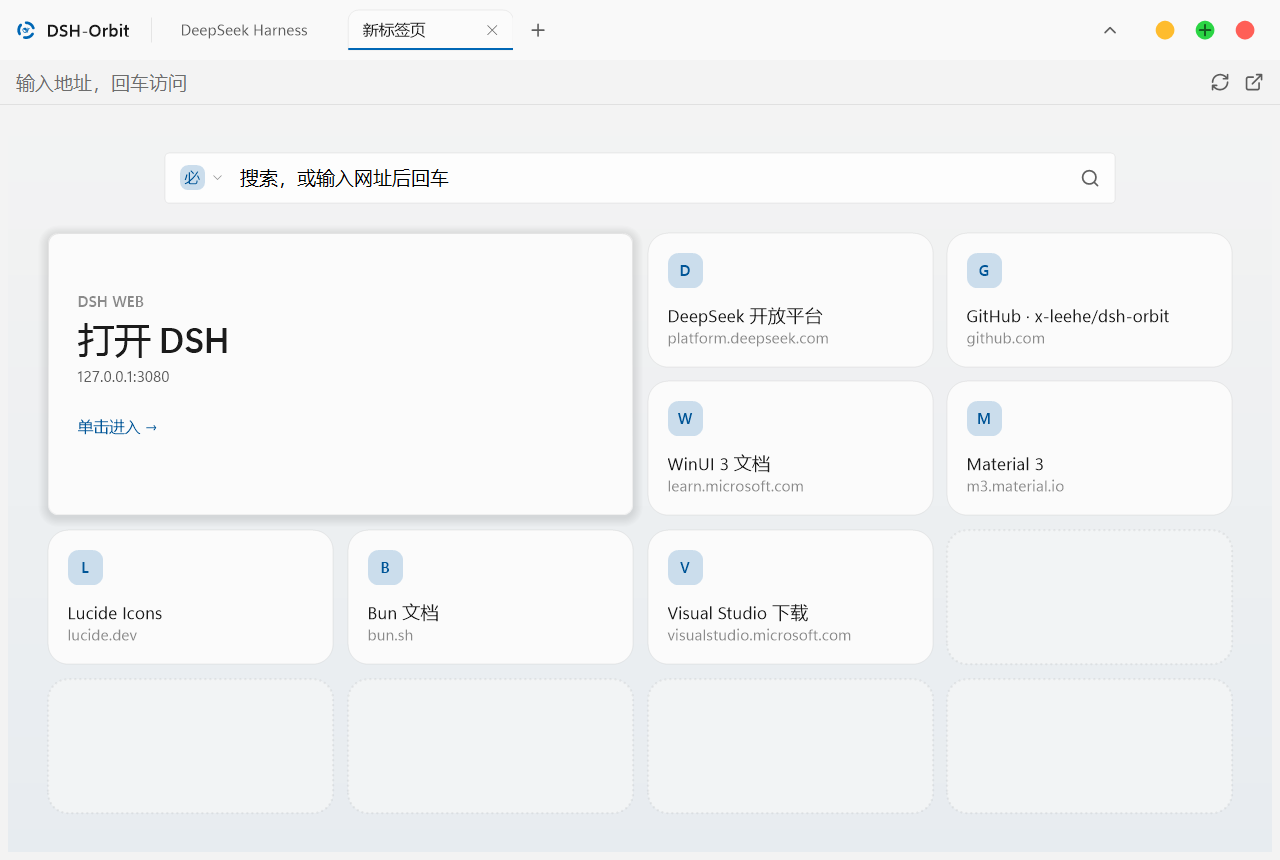 DSH-Orbit
DeepSeek Harness
新标签页
输入地址，回车访问
必
搜索，或输入网址后回车
DSH WEB
打开 DSH
127.0.0.1:3080
单击进入 →
D
DeepSeek 开放平台
platform.deepseek.com
G
GitHub · x-leehe/dsh-orbit
github.com
W
WinUI 3 文档
learn.microsoft.com
M
Material 3
m3.material.io
L
Lucide Icons
lucide.dev
B
Bun 文档
bun.sh
V
Visual Studio 下载
visualstudio.microsoft.com